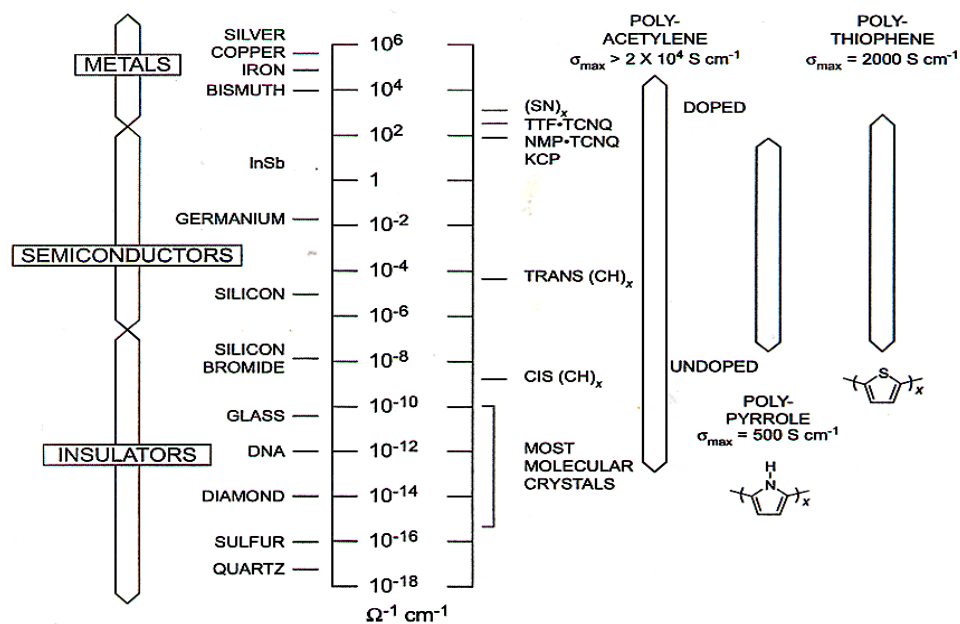 METALS
SEMICONDUCTORS
INSULATORS
SILVER
COPPER
IRON
BISMUTH
InSb
GERMANIUM
SILICON
SILICON
BROMIDE
GLASS
DNA
DIAMOND
SULFUR
QUARTZ
10⁶
10⁴
10²
1
10⁻²
10⁻⁴
10⁻⁶
10⁻⁸
10⁻¹⁰
10⁻¹²
10⁻¹⁴
10⁻¹⁶
10⁻¹⁸
Ω⁻¹ cm⁻¹
(SN)ₓ
TTF•TCNQ
NMP•TCNQ
KCP
TRANS (CH)ₓ
CIS (CH)ₓ
MOST
MOLECULAR
CRYSTALS
POLY-
ACETYLENE
σmax > 2 X 10⁴ S cm⁻¹
DOPED
UNDOPED
POLY-
PYRROLE
σmax = 500 S cm⁻¹
H
N
x
POLY-
THIOPHENE
σmax = 2000 S cm⁻¹
S
x